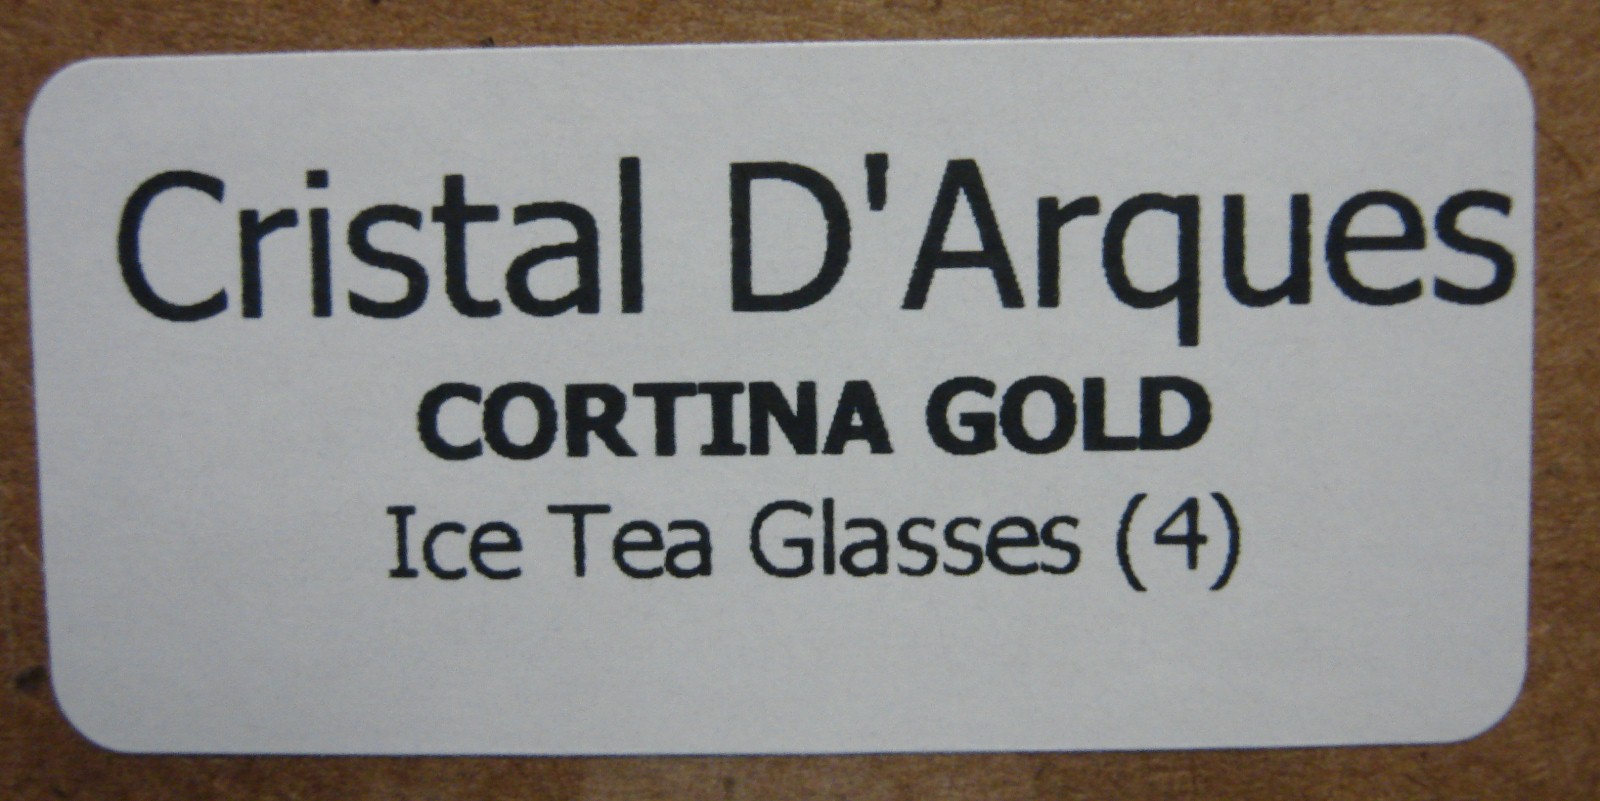 Cristal D'Arques
CORTINA GOLD
Ice Tea Glasses (4)